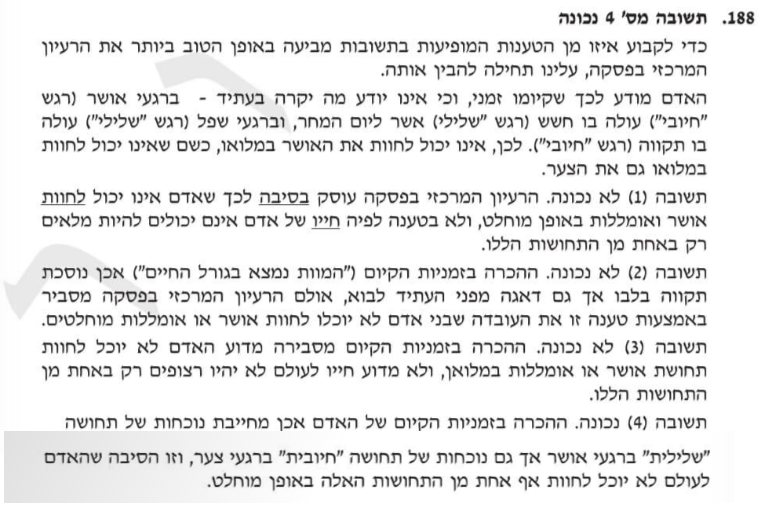 188. תשובה מס' 4 נכונה
כדי לקבוע איזו מן הטענות המופיעות בתשובות מביעה באופן הטוב ביותר את הרעיון
המרכזי בפסקה, עלינו תחילה להבין אותה.
האדם מודע לכך שקיומו זמני, וכי אינו יודע מה יקרה בעתיד - ברגעי אושר (רגש
"חיובי") עולה בו חשש (רגש "שלילי) אשר ליום המחר, וברגעי שפל (רגש "שלילי") עולה
בו תקווה (רגש "חיובי"). לכן, אינו יכול לחוות את האושר במלואו, כשם שאינו יכול לחוות
במלואו גם את הצער.
תשובה (1) לא נכונה. הרעיון המרכזי בפסקה עוסק בסיבה לכך שאדם אינו יכול לחוות
אושר ואומללות באופן מוחלט, ולא בטענה לפיה חייו של אדם אינם יכולים להיות מלאים
רק באחת מן התחושות הללו.
תשובה (2) לא נכונה. ההכרה בזמניות הקיום ("המוות נמצא בגורל החיים") אכן נוסכת
תקווה בלבו אך גם דאגה מפני העתיד לבוא, אולם הרעיון המרכזי בפסקה מסביר
באמצעות טענה זו את העובדה שבני אדם לא יוכלו לחוות אושר או אומללות מוחלטים.
תשובה (3) לא נכונה. ההכרה בזמניות הקיום מסבירה מדוע האדם לא יוכל לחוות
תחושת אושר או אומללות במלואן, ולא מדוע חייו לעולם לא יהיו רצופים רק באחת מן
התחושות הללו.
תשובה (4) נכונה. ההכרה בזמניות הקיום של האדם אכן מחייבת נוכחות של תחושה
"שלילית" ברגעי אושר אך גם נוכחות של תחושה "חיובית" ברגעי צער, וזו הסיבה שהאדם
לעולם לא יוכל לחוות אף אחת מן התחושות האלה באופן מוחלט.